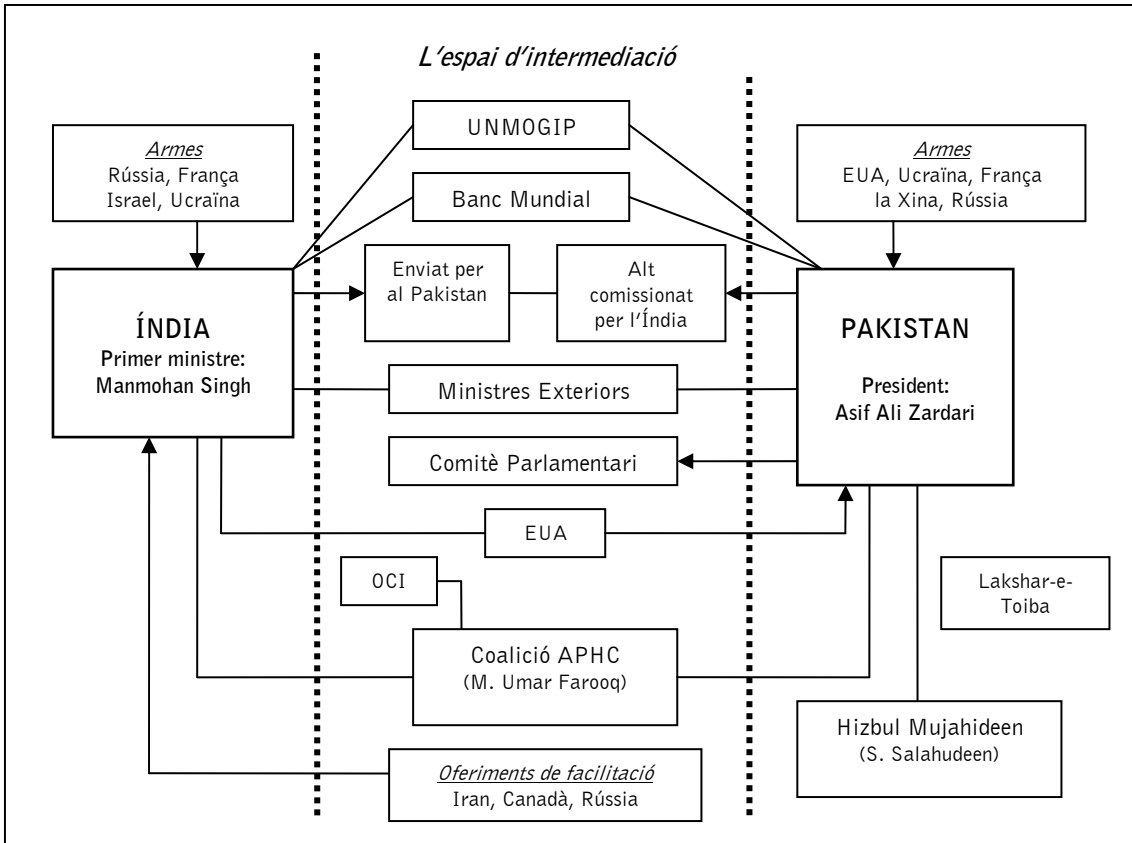 L'espai d'intermediació
UNMOGIP
Armes
Rússia, França
Israel, Ucraïna
Armes
EUA, Ucraïna, França
la Xina, Rússia
Banc Mundial
Enviat per
al Pakistan
Alt
comissionat
per l'Índia
ÍNDIA
Primer ministre:
Manmohan Singh
PAKISTAN
President:
Asif Ali Zardari
Ministres Exteriors
Comitè Parlamentari
EUA
OCI
Lakshar-e-
Toiba
Coalició APHC
(M. Umar Farooq)
Hizbul Mujahideen
(S. Salahudeen)
Oferiments de facilitació
Iran, Canadà, Rússia